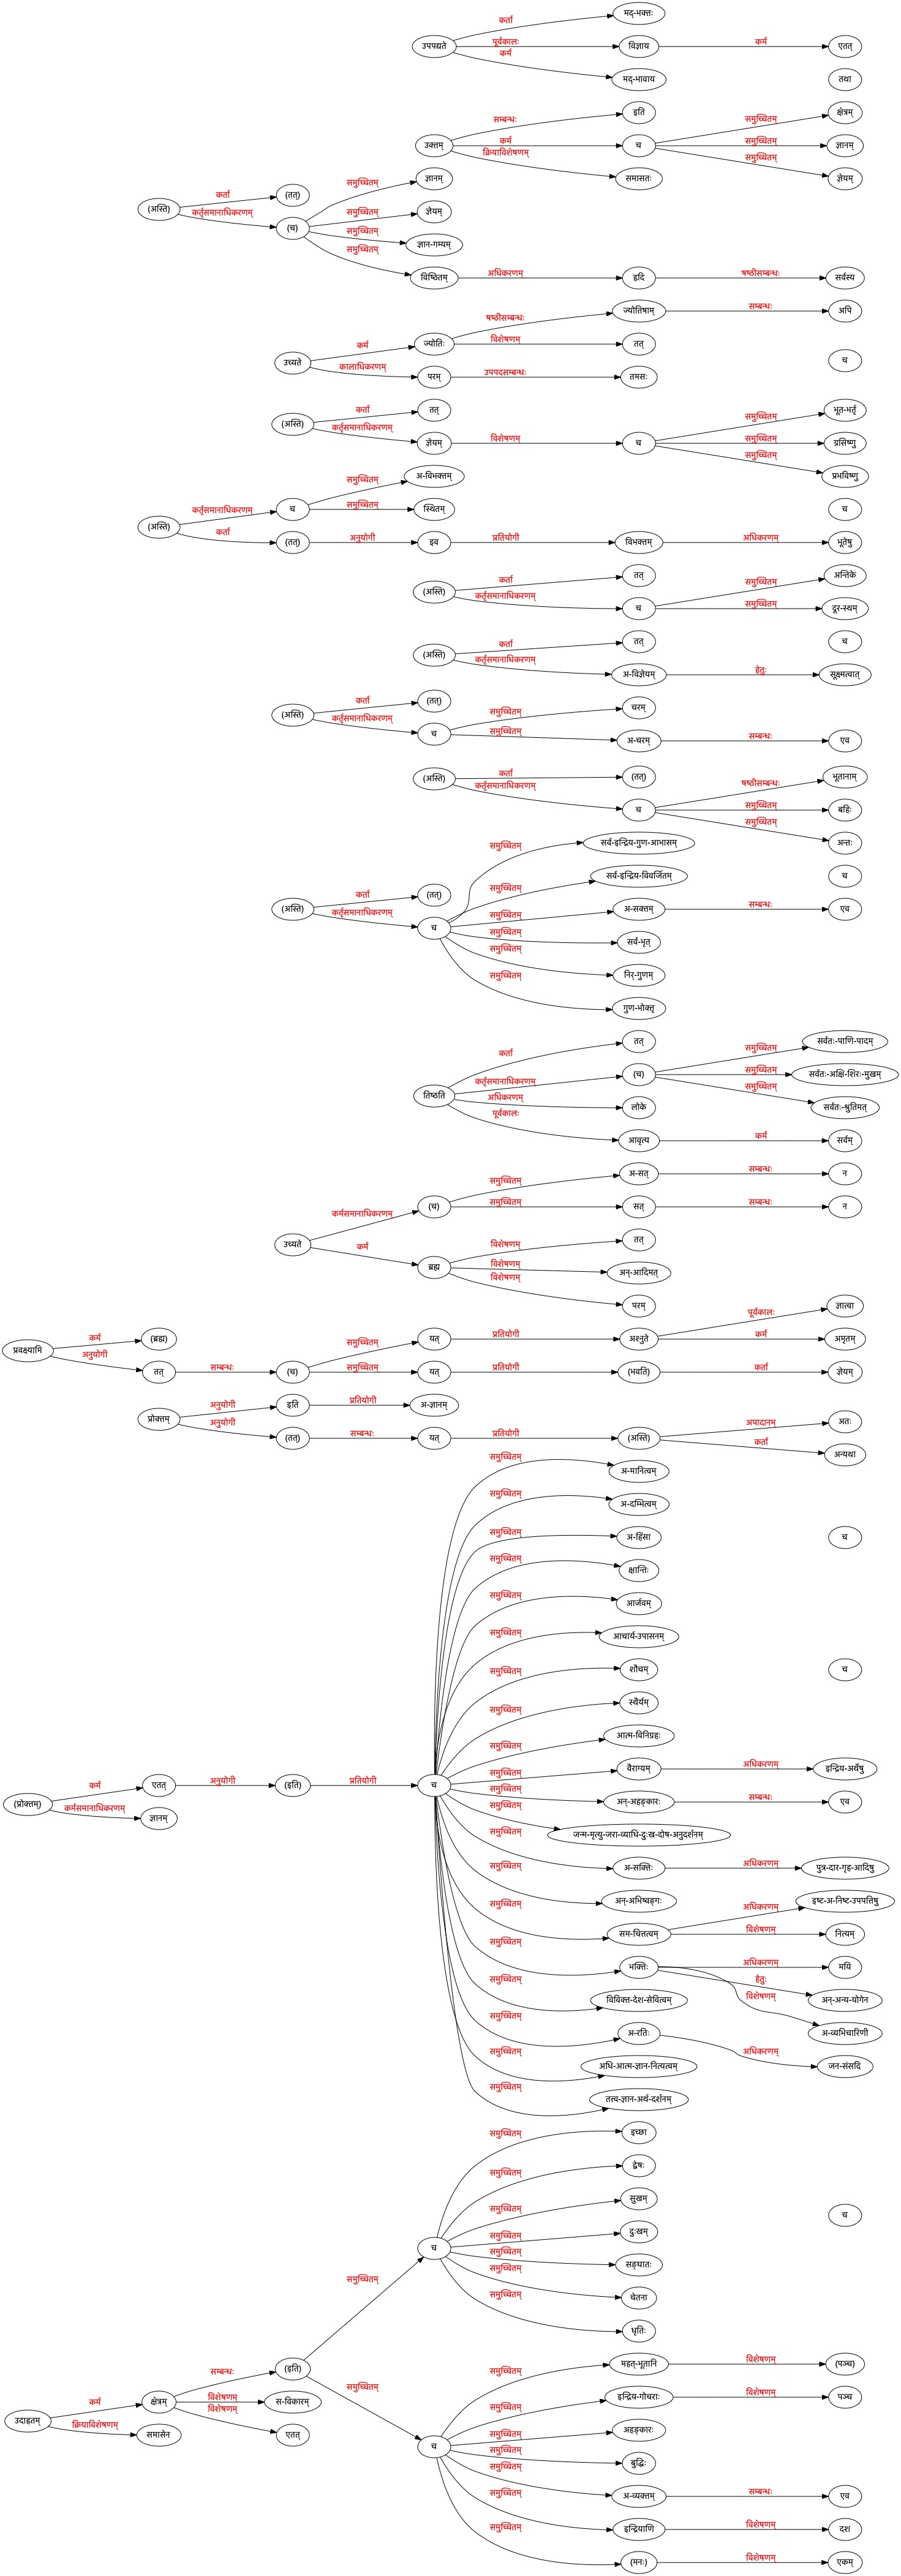 मद्-भक्तः
कर्ता
उपपद्यते पूर्वकालः विज्ञाय कर्म एतत्
कर्म
मद्-भावाय तथा
इति क्षेत्रम्
सम्बन्धः समुच्चितम्
उक्तम् कर्म च समुच्चितम् ज्ञानम्
क्रियाविशेषणम् समुच्चितम्
समासतः ज्ञेयम्
ज्ञानम्
समुच्चितम्
(अस्ति) कर्ता (तत्)
कर्तृसमानाधिकरणम् समुच्चितम् ज्ञेयम्
(च) समुच्चितम्
ज्ञान-गम्यम्
समुच्चितम्
विष्ठितम् अधिकरणम् हृदि षष्ठीसम्बन्धः सर्वस्य
ज्योतिषाम् सम्बन्धः अपि
षष्ठीसम्बन्धः
कर्म ज्योतिः विशेषणम् तत्
उच्यते च
कालाधिकरणम् परम् उपपदसम्बन्धः तमसः
कर्ता तत् भूत-भर्तृ
(अस्ति) समुच्चितम्
कर्तृसमानाधिकरणम् ज्ञेयम् विशेषणम् च समुच्चितम् ग्रसिष्णु
समुच्चितम्
प्रभविष्णु
समुच्चितम् अ-विभक्तम्
कर्तृसमानाधिकरणम् च समुच्चितम् स्थितम् च
(अस्ति)
कर्ता (तत्) अनुयोगी इव प्रतियोगी विभक्तम् अधिकरणम् भूतेषु
कर्ता तत् अन्तिके
(अस्ति) समुच्चितम्
कर्तृसमानाधिकरणम् च समुच्चितम् दूर-स्थम्
कर्ता तत् च
(अस्ति)
कर्तृसमानाधिकरणम् अ-विज्ञेयम् हेतुः सूक्ष्मत्वात्
कर्ता (तत्) समुच्चितम् चरम्
(अस्ति)
कर्तृसमानाधिकरणम् च समुच्चितम् अ-चरम् सम्बन्धः एव
(अस्ति) कर्ता (तत्) भूतानाम्
कर्तृसमानाधिकरणम् षष्ठीसम्बन्धः
च समुच्चितम् बहिः
समुच्चितम्
अन्तः
समुच्चितम् सर्व-इन्द्रिय-गुण-आभासम्
समुच्चितम् सर्व-इन्द्रिय-विवर्जितम् च
कर्ता (तत्)
(अस्ति) समुच्चितम् अ-सक्तम् सम्बन्धः एव
कर्तृसमानाधिकरणम् च
समुच्चितम् सर्व-भृत्
समुच्चितम्
निर्-गुणम्
समुच्चितम्
गुण-भोक्तृ
तत् सर्वतः-पाणि-पादम्
कर्ता समुच्चितम्
कर्तृसमानाधिकरणम् (च) समुच्चितम् सर्वतः-अक्षि-शिरः-मुखम्
तिष्ठति अधिकरणम् समुच्चितम्
पूर्वकालः लोके सर्वतः-श्रुतिमत्
आवृत्य कर्म सर्वम्
समुच्चितम् अ-सत् सम्बन्धः न
कर्मसमानाधिकरणम् (च) समुच्चितम् सत् सम्बन्धः न
उच्यते विशेषणम् तत्
कर्म ब्रह्म विशेषणम् अन्-आदिमत्
विशेषणम्
परम्
पूर्वकालः ज्ञात्वा
प्रवक्ष्यामि कर्म (ब्रह्म) समुच्चितम् यत् प्रतियोगी अश्नुते कर्म अमृतम्
अनुयोगी
तत् सम्बन्धः (च) समुच्चितम् यत् प्रतियोगी (भवति) कर्ता ज्ञेयम्
प्रोक्तम् अनुयोगी इति प्रतियोगी अ-ज्ञानम्
अनुयोगी अपादानम् अतः
(तत्) सम्बन्धः यत् प्रतियोगी (अस्ति) कर्ता
अन्यथा
समुच्चितम् अ-मानित्वम्
समुच्चितम् अ-दम्भित्वम्
समुच्चितम् अ-हिंसा च
समुच्चितम् क्षान्तिः
समुच्चितम् आर्जवम्
समुच्चितम् आचार्य-उपासनम्
समुच्चितम् शौचम् च
समुच्चितम् स्थैर्यम्
समुच्चितम् आत्म-विनिग्रहः
समुच्चितम् वैराग्यम् अधिकरणम् इन्द्रिय-अर्थेषु
कर्म एतत् अनुयोगी (इति) प्रतियोगी च
(प्रोक्तम्) समुच्चितम् अन्-अहङ्कारः सम्बन्धः एव
कर्मसमानाधिकरणम् ज्ञानम्
समुच्चितम् जन्म-मृत्यु-जरा-व्याधि-दुःख-दोष-अनुदर्शनम्
समुच्चितम् अ-सक्तिः अधिकरणम् पुत्र-दार-गृह-आदिषु
समुच्चितम् अन्-अभिष्वङ्गः
अधिकरणम् इष्ट-अ-निष्ट-उपपत्तिषु
समुच्चितम् सम-चित्तत्वम् विशेषणम् नित्यम्
समुच्चितम् भक्तिः अधिकरणम् मयि
हेतुः
समुच्चितम् विविक्त-देश-सेवित्वम् विशेषणम् अन्-अन्य-योगेन
समुच्चितम् अ-रतिः अ-व्यभिचारिणी
समुच्चितम् अधि-आत्म-ज्ञान-नित्यत्वम् अधिकरणम् जन-संसदि
समुच्चितम् तत्त्व-ज्ञान-अर्थ-दर्शनम्
समुच्चितम् इच्छा
समुच्चितम् द्वेषः
समुच्चितम् सुखम् च
समुच्चितम् दुःखम्
च समुच्चितम् सङ्घातः
समुच्चितम् चेतना
समुच्चितम्
समुच्चितम् धृतिः
सम्बन्धः (इति) समुच्चितम् महत्-भूतानि विशेषणम् (पञ्च)
कर्म क्षेत्रम् विशेषणम् स-विकारम् समुच्चितम् इन्द्रिय-गोचराः विशेषणम् पञ्च
विशेषणम् समुच्चितम्
उदाहृतम् समुच्चितम् अहङ्कारः
क्रियाविशेषणम् समासेन एतत् च समुच्चितम् बुद्धिः
समुच्चितम्
अ-व्यक्तम् सम्बन्धः एव
समुच्चितम् इन्द्रियाणि विशेषणम् दश
समुच्चितम् (मनः) विशेषणम् एकम्